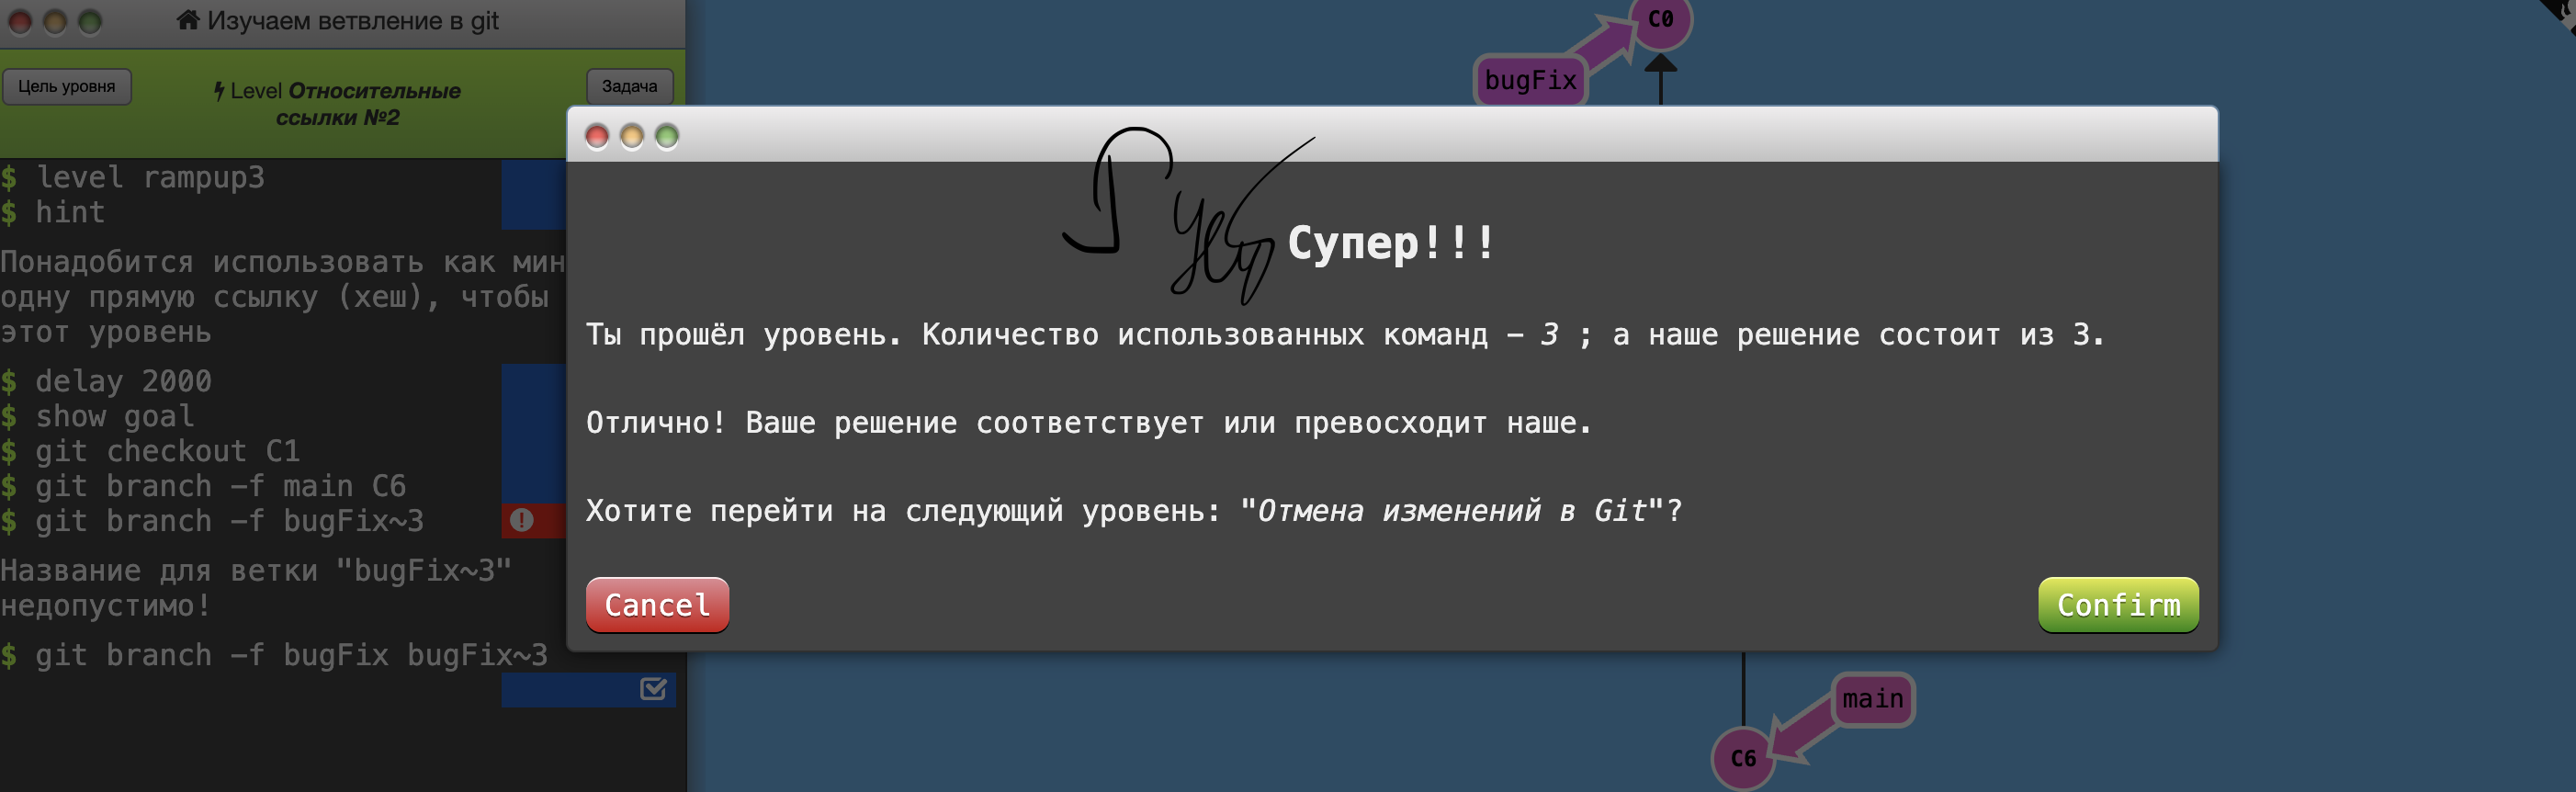 Изучаем ветвление в git
Цель уровня
Level Относительные
ссылки №2
Задача
$ level rampup3
$ hint
Понадобится использовать как мин
одну прямую ссылку (хеш), чтобы
этот уровень
$ delay 2000
$ show goal
$ git checkout C1
$ git branch -f main C6
$ git branch -f bugFix~3
Название для ветки "bugFix~3"
недопустимо!
$ git branch -f bugFix bugFix~3
C0
bugFix
Супер!!!
Ты прошёл уровень. Количество использованных команд - 3 ; а наше решение состоит из 3.
Отлично! Ваше решение соответствует или превосходит наше.
Хотите перейти на следующий уровень: "Отмена изменений в Git"?
Cancel
Confirm
main
C6